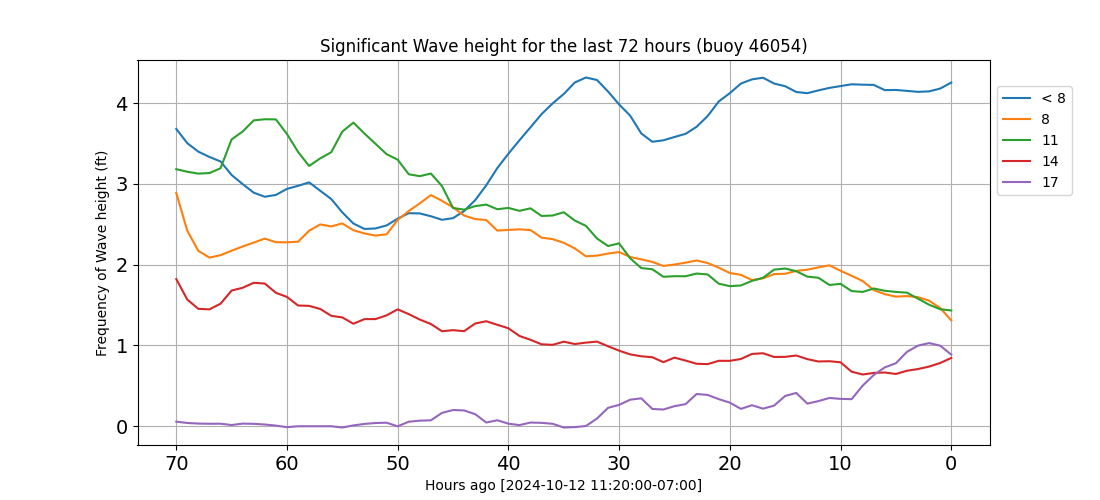 Significant Wave height for the last 72 hours (buoy 46054)
Frequency of Wave height (ft)
4
3
2
1
0
70 60 50 40 30 20 10 0
Hours ago [2024-10-12 11:20:00-07:00]
< 8
8
11
14
17